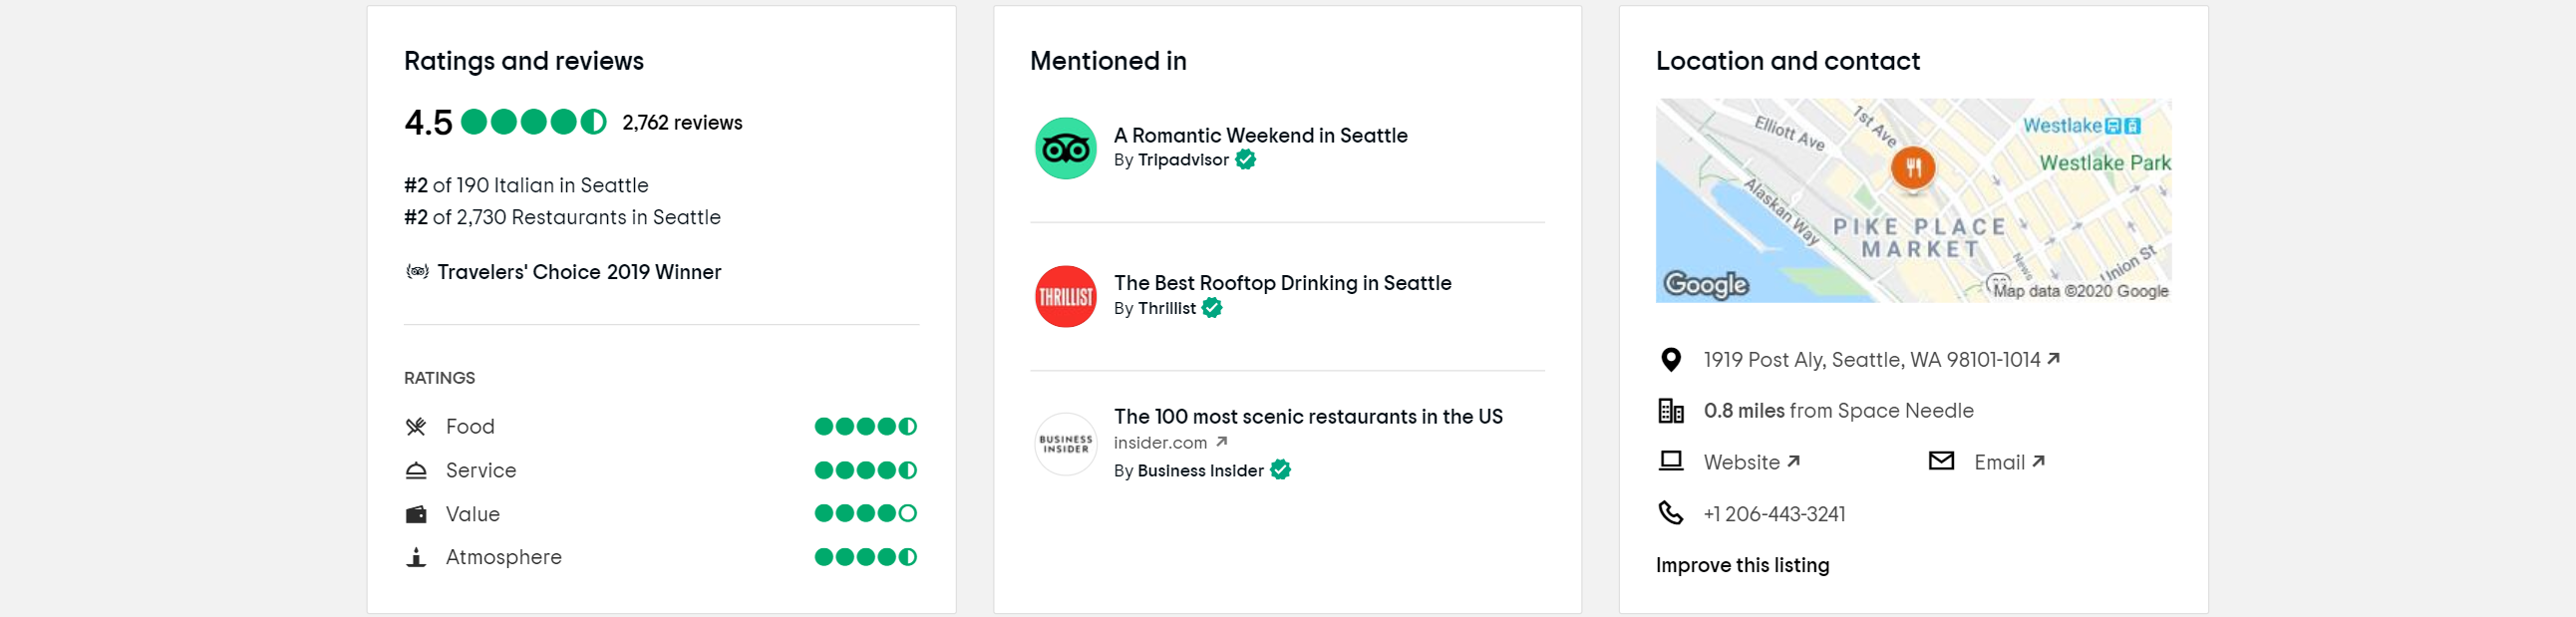 Ratings and reviews
4.5 2,762 reviews
#2 of 190 Italian in Seattle
#2 of 2,730 Restaurants in Seattle
Travelers' Choice 2019 Winner
RATINGS
Food
Service
Value
Atmosphere
Mentioned in
A Romantic Weekend in Seattle
By Tripadvisor
THRILLIST
The Best Rooftop Drinking in Seattle
By Thrillist
BUSINESS
INSIDER
The 100 most scenic restaurants in the US
insider.com
By Business Insider
Location and contact
1st Ave
Elliott Ave
Westlake
Westlake Park
Alaskan Way
PIKE PLACE
MARKET
News
Union St
Google
Map data ©2020 Google
1919 Post Aly, Seattle, WA 98101-1014
0.8 miles from Space Needle
Website
Email
+1 206-443-3241
Improve this listing